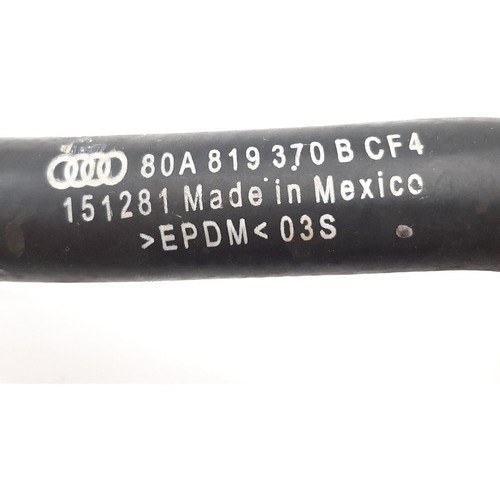 80A 819 370 B CF4
151281 Made in Mexico
>EPDM< 03S